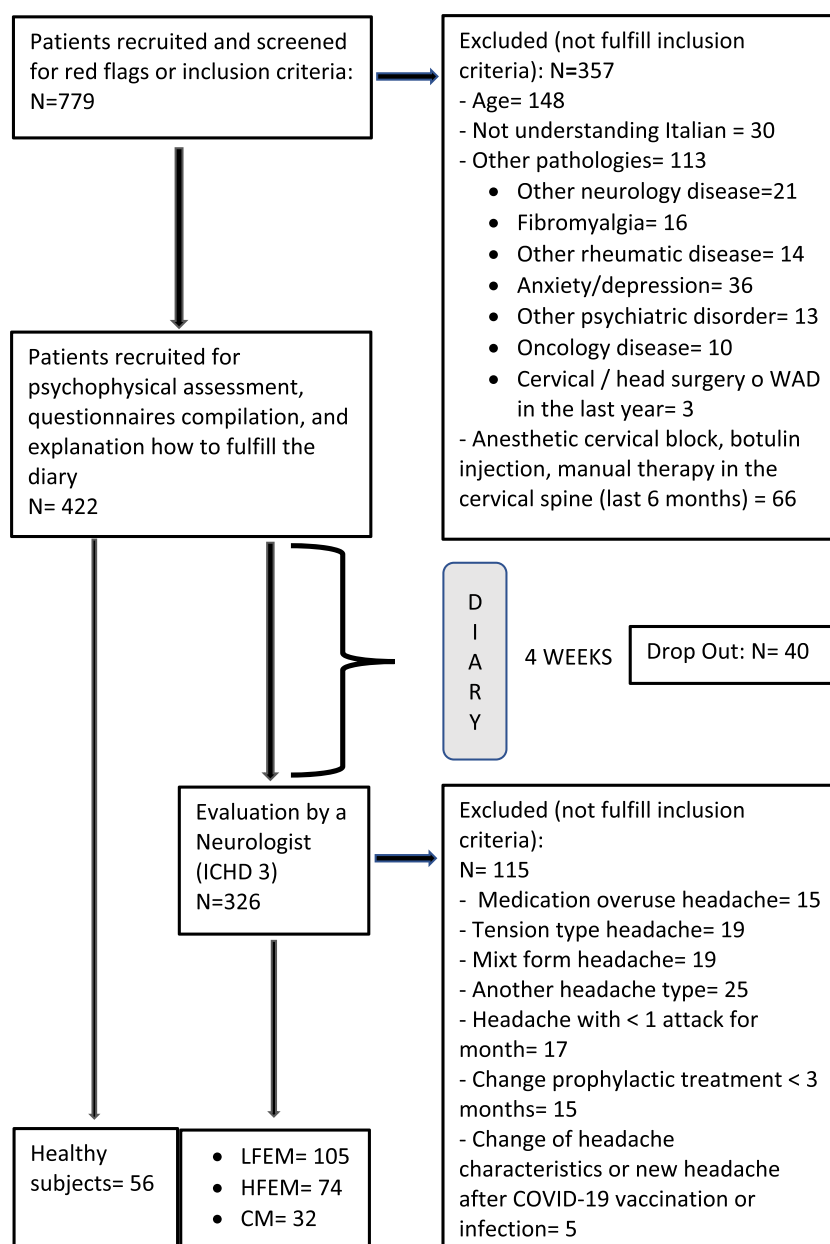 Patients recruited and screened
for red flags or inclusion criteria:
N=779
Excluded (not fulfill inclusion
criteria): N=357
- Age= 148
- Not understanding Italian = 30
- Other pathologies= 113
• Other neurology disease=21
• Fibromyalgia= 16
• Other rheumatic disease= 14
• Anxiety/depression= 36
• Other psychiatric disorder= 13
• Oncology disease= 10
• Cervical / head surgery o WAD
in the last year= 3
- Anesthetic cervical block, botulin
injection, manual therapy in the
cervical spine (last 6 months) = 66
Patients recruited for
psychophysical assessment,
questionnaires compilation, and
explanation how to fulfill the
diary
N= 422
D
I
A
R
Y
4 WEEKS
Drop Out: N= 40
Evaluation by a
Neurologist
(ICHD 3)
N=326
Excluded (not fulfill inclusion
criteria):
N= 115
- Medication overuse headache= 15
- Tension type headache= 19
- Mixt form headache= 19
- Another headache type= 25
- Headache with < 1 attack for
month= 17
- Change prophylactic treatment < 3
months= 15
- Change of headache
characteristics or new headache
after COVID-19 vaccination or
infection= 5
Healthy
subjects= 56
• LFEM= 105
• HFEM= 74
• CM= 32